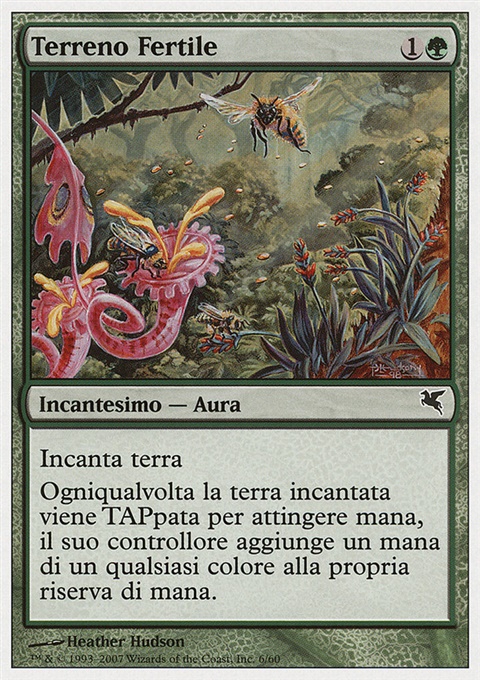 Terreno Fertile 1
Incantesimo — Aura
Incanta terra
Ogniqualvolta la terra incantata
viene TAPpata per attingere mana,
il suo controllore aggiunge un mana
di un qualsiasi colore alla propria
riserva di mana.
Heather Hudson
™ & © 1993–2007 Wizards of the Coast, Inc. 6/60